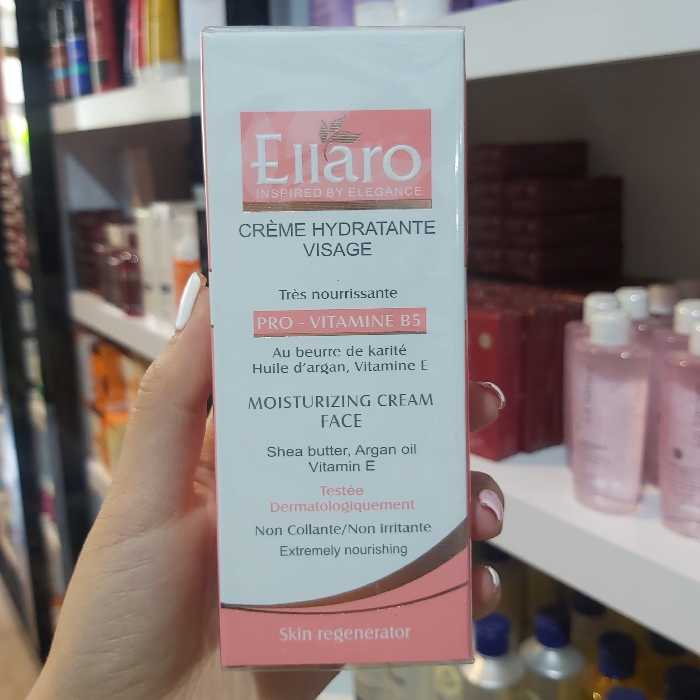 Ellaro
INSPIRED BY ELEGANCE
CRÈME HYDRATANTE
VISAGE
Très nourrissante
PRO - VITAMINE B5
Au beurre de karité
Huile d'argan, Vitamine E
MOISTURIZING CREAM
FACE
Shea butter, Argan oil
Vitamin E
Testée
Dermatologiquement
Non Collante/Non irritante
Extremely nourishing
Skin regenerator